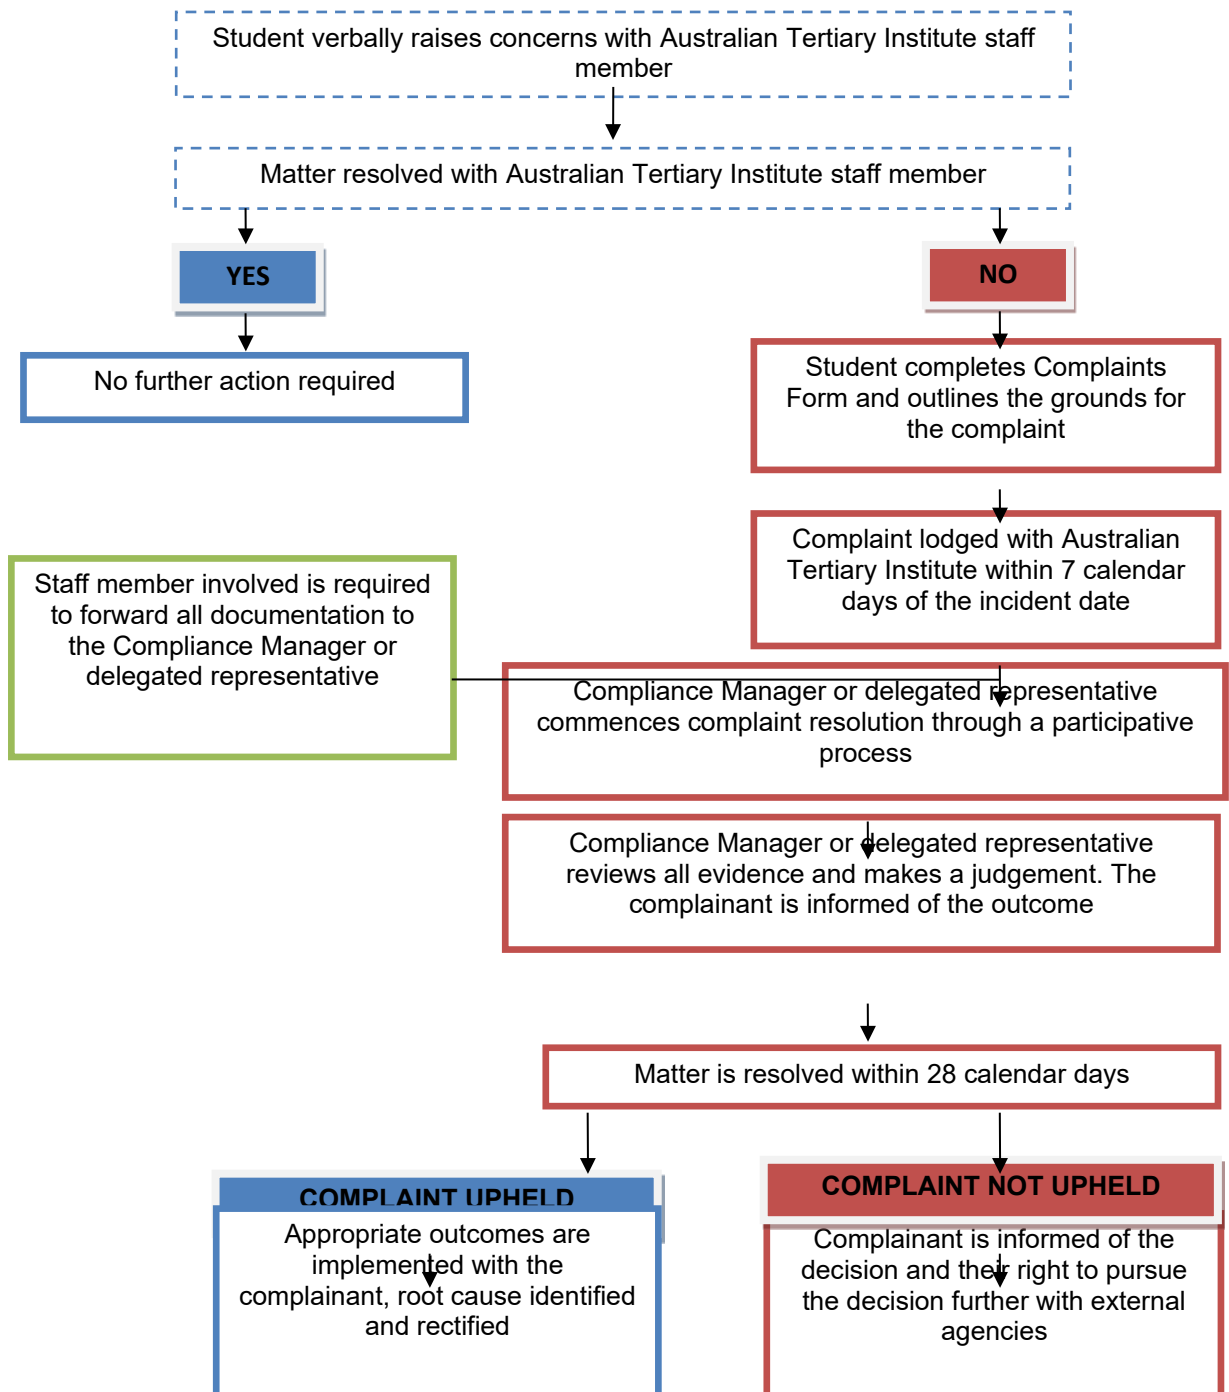 Student verbally raises concerns with Australian Tertiary Institute staff
member
Matter resolved with Australian Tertiary Institute staff member
YES
NO
No further action required
Student completes Complaints
Form and outlines the grounds for
the complaint
Complaint lodged with Australian
Tertiary Institute within 7 calendar
days of the incident date
Staff member involved is required
to forward all documentation to
the Compliance Manager or
delegated representative
Compliance Manager or delegated representative
commences complaint resolution through a participative
process
Compliance Manager or delegated representative
reviews all evidence and makes a judgement. The
complainant is informed of the outcome
Matter is resolved within 28 calendar days
COMPLAINT UPHELD
COMPLAINT NOT UPHELD
Appropriate outcomes are
implemented with the
complainant, root cause identified
and rectified
Complainant is informed of the
decision and their right to pursue
the decision further with external
agencies